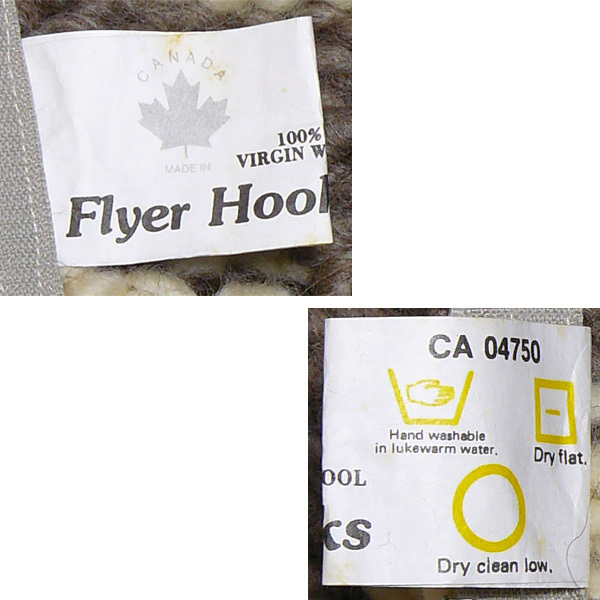 CANADA
MADE IN
100%
VIRGIN W
Flyer Hool
CA 04750
Hand washable
in lukewarm water.
Dry flat.
OOL
ks
Dry clean low.